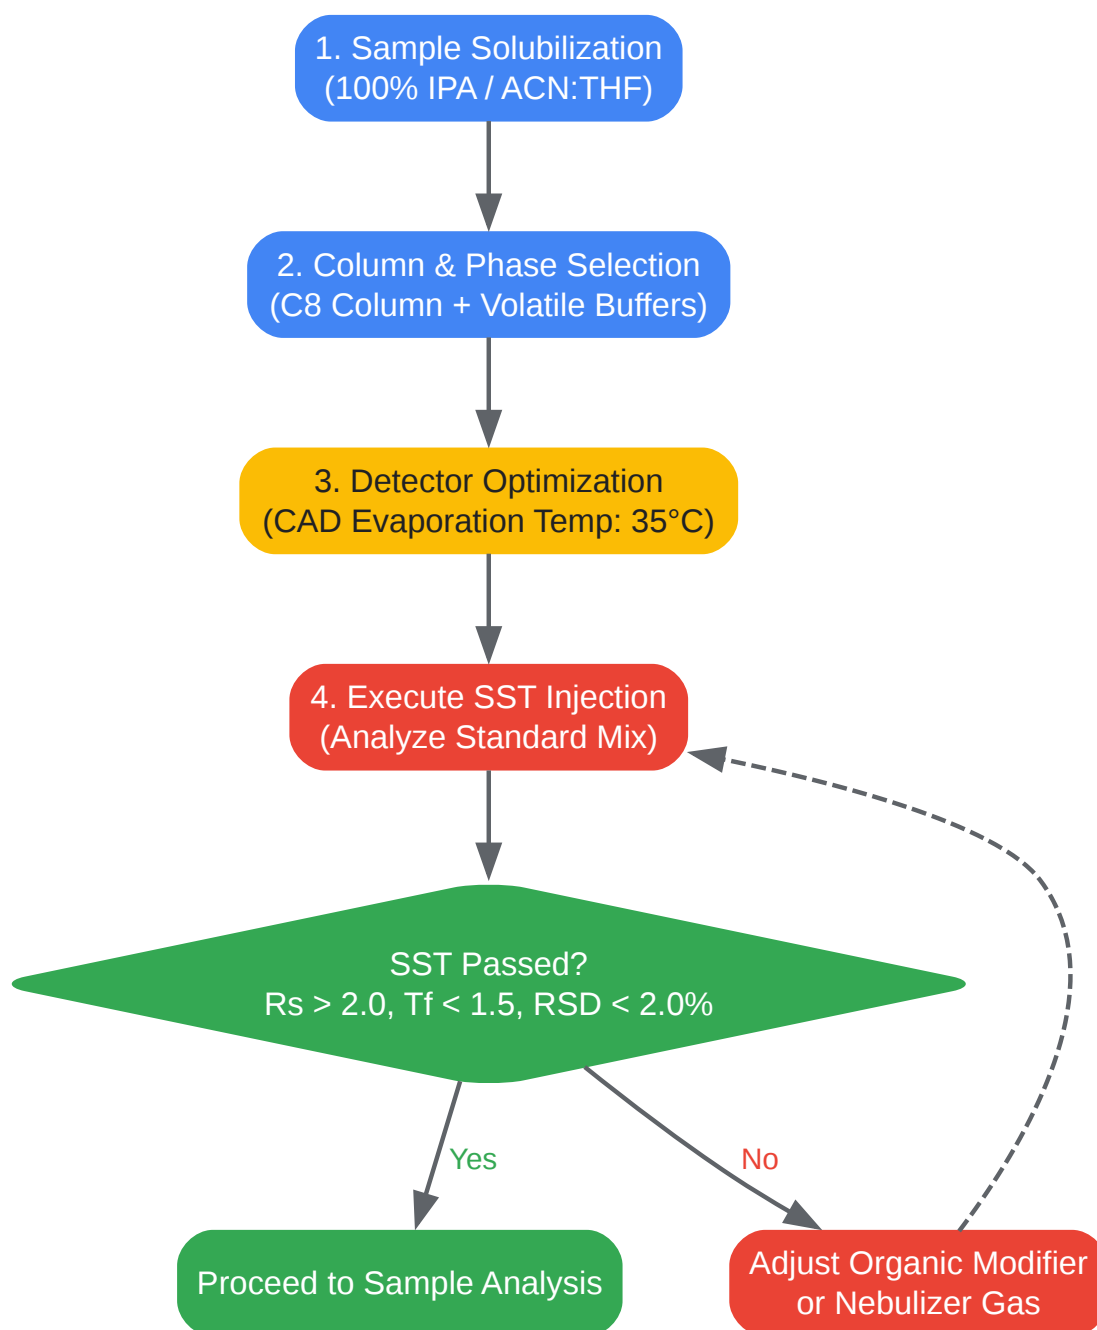 1. Sample Solubilization
(100% IPA / ACN:THF)
2. Column & Phase Selection
(C8 Column + Volatile Buffers)
3. Detector Optimization
(CAD Evaporation Temp: 35°C)
4. Execute SST Injection
(Analyze Standard Mix)
SST Passed?
Rs > 2.0, Tf < 1.5, RSD < 2.0%
Yes
No
Proceed to Sample Analysis
Adjust Organic Modifier
or Nebulizer Gas